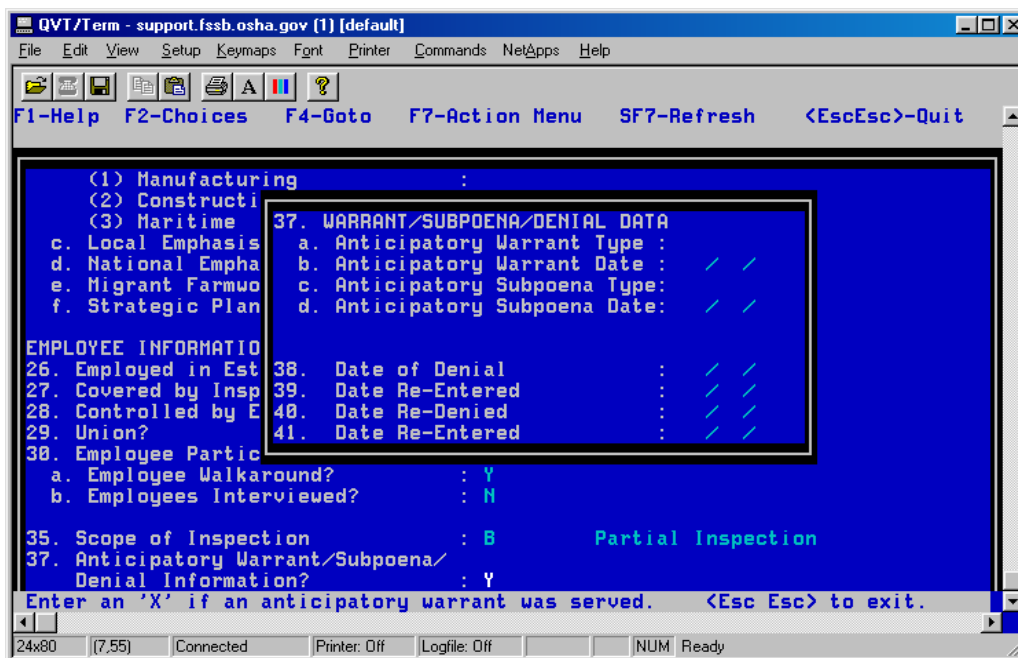 QVT/Term - support.fssb.osha.gov (1) [default]
File Edit View Setup Keymaps Font Printer Commands NetApps Help
A ?
F1-Help F2-Choices F4-Goto F7-Action Menu SF7-Refresh <EscEsc>-Quit
(1) Manufacturing :
(2) Constructi
(3) Maritime 37. WARRANT/SUBPOENA/DENIAL DATA
c. Local Emphasis a. Anticipatory Warrant Type :
d. National Empha b. Anticipatory Warrant Date : / /
e. Migrant Farmwo c. Anticipatory Subpoena Type:
f. Strategic Plan d. Anticipatory Subpoena Date: / /
EMPLOYEE INFORMATIO
26. Employed in Est 38. Date of Denial : / /
27. Covered by Insp 39. Date Re-Entered : / /
28. Controlled by E 40. Date Re-Denied : / /
29. Union? 41. Date Re-Entered : / /
30. Employee Partic
a. Employee Walkaround? : Y
b. Employees Interviewed? : N
35. Scope of Inspection : B Partial Inspection
37. Anticipatory Warrant/Subpoena/
Denial Information? : Y
Enter an 'X' if an anticipatory warrant was served. <Esc Esc> to exit.
24x80 (7,55) Connected Printer: Off Logfile: Off NUM Ready